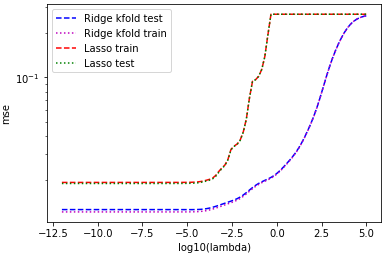 Ridge kfold test
Ridge kfold train
Lasso train
Lasso test
10⁻¹
mse
−12.5 −10.0 −7.5 −5.0 −2.5 0.0 2.5 5.0
log10(lambda)